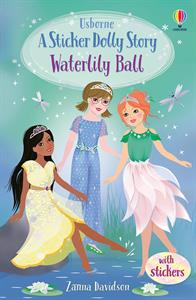 Usborne
A Sticker Dolly Story
Waterlily Ball
with
stickers
Zanna Davidson